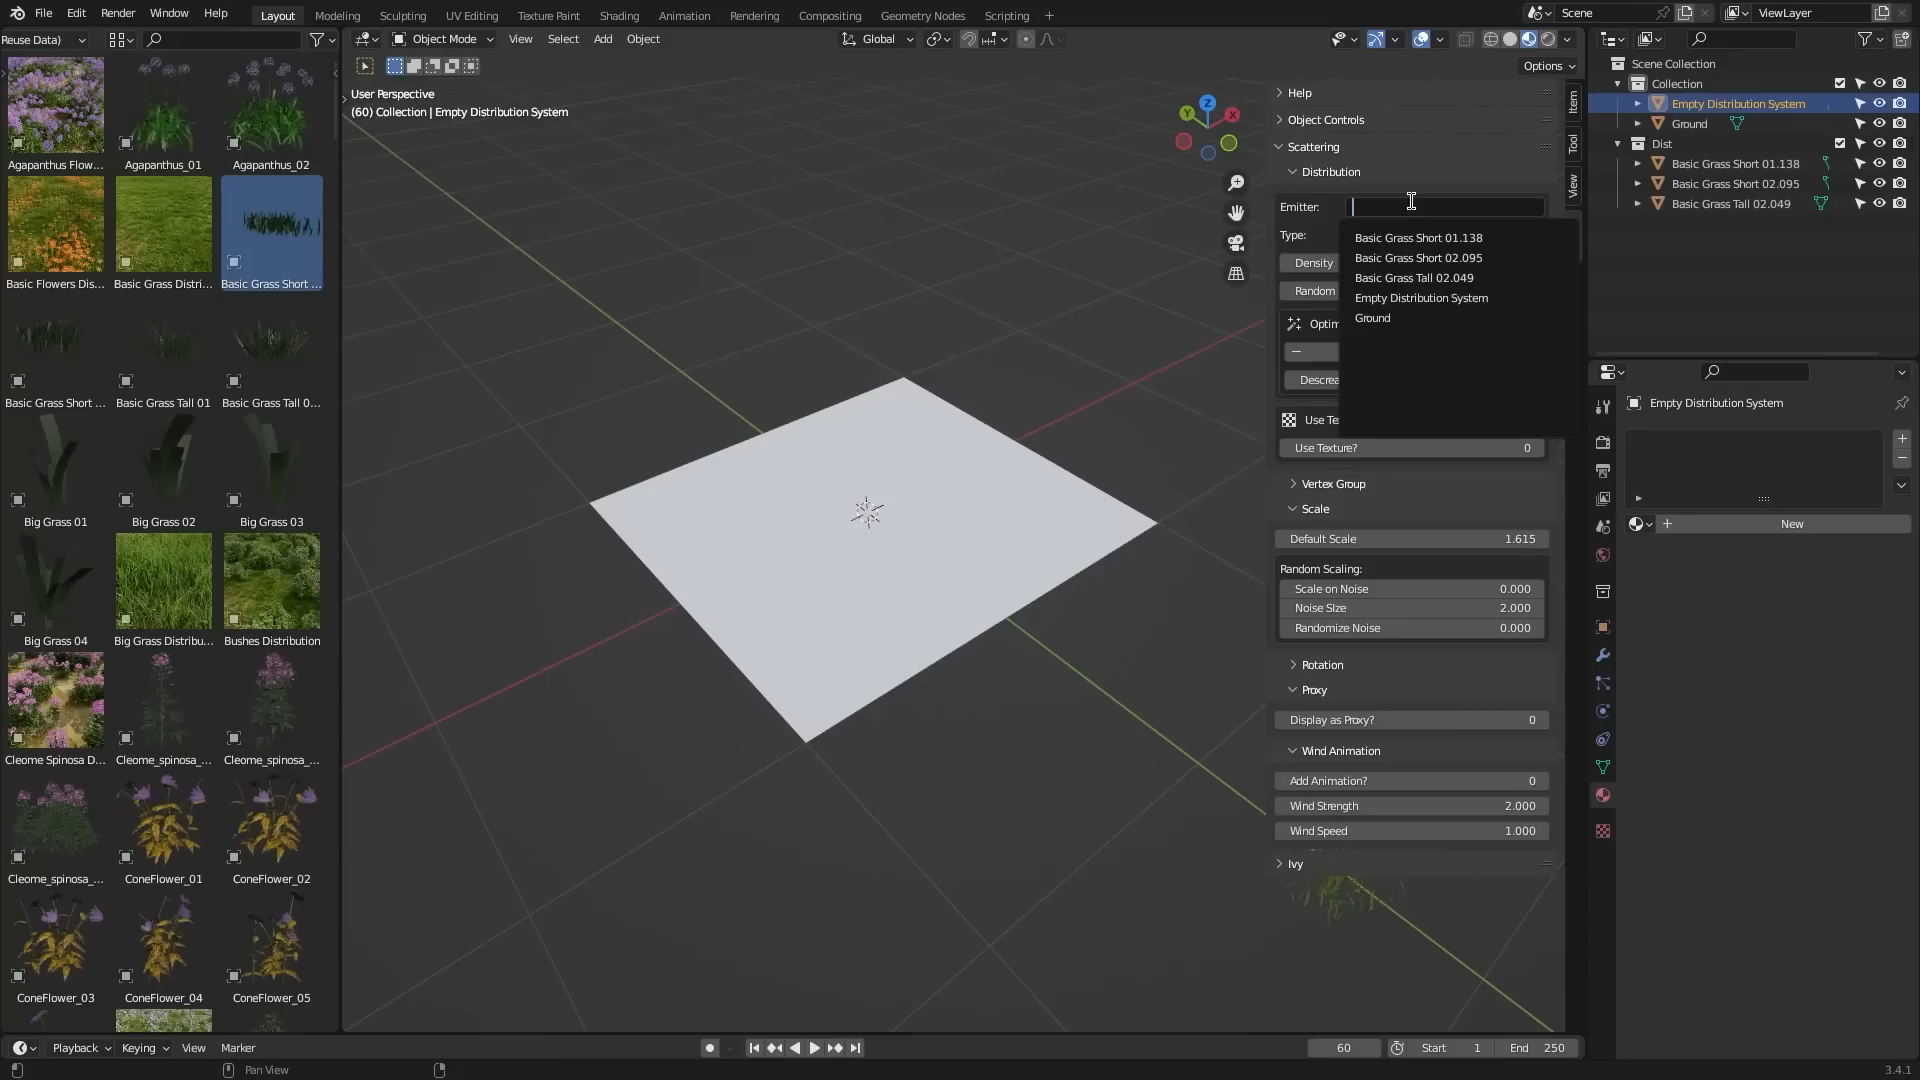 File Edit Render Window Help Layout Modeling Sculpting UV Editing Texture Paint Shading Animation Rendering Compositing Geometry Nodes Scripting + Scene ViewLayer
Reuse Data) Object Mode View Select Add Object Global
Options
User Perspective
(60) Collection | Empty Distribution System
Agapanthus Flow... Agapanthus_01 Agapanthus_02
Basic Flowers Dis... Basic Grass Distri... Basic Grass Short ...
Basic Grass Short ... Basic Grass Tall 01 Basic Grass Tall 0...
Big Grass 01 Big Grass 02 Big Grass 03
Big Grass 04 Big Grass Distribu... Bushes Distribution
Cleome Spinosa D... Cleome_spinosa_... Cleome_spinosa_...
Cleome_spinosa_... ConeFlower_01 ConeFlower_02
ConeFlower_03 ConeFlower_04 ConeFlower_05
X Y Z
Help
Object Controls
Scattering
Distribution
Emitter:
Type:
Density
Random
Optim
Descrea
Use Te
Use Texture? 0
Basic Grass Short 01.138
Basic Grass Short 02.095
Basic Grass Tall 02.049
Empty Distribution System
Ground
Vertex Group
Scale
Default Scale 1.615
Random Scaling:
Scale on Noise 0.000
Noise SIze 2.000
Randomize Noise 0.000
Rotation
Proxy
Display as Proxy? 0
Wind Animation
Add Animation? 0
Wind Strength 2.000
Wind Speed 1.000
Ivy
Item
Tool
View
Scene Collection
Collection
Empty Distribution System
Ground
Dist
Basic Grass Short 01.138
Basic Grass Short 02.095
Basic Grass Tall 02.049
Empty Distribution System
New
Playback Keying View Marker 60 Start 1 End 250
Pan View 3.4.1